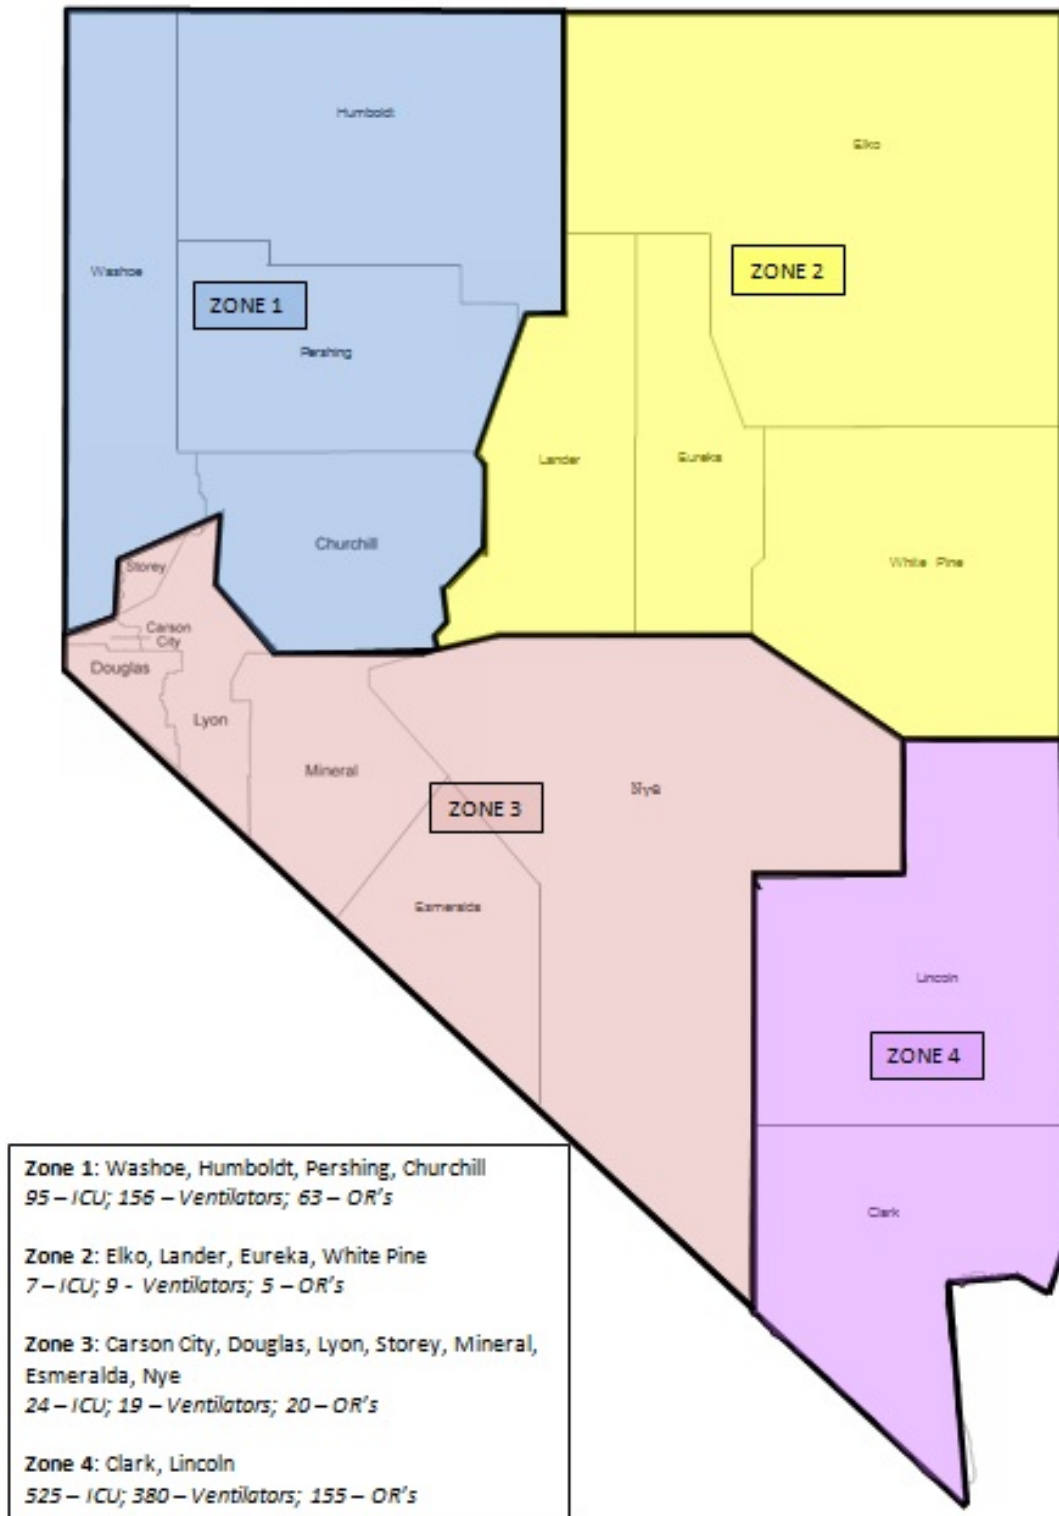 Humboldt
Elko
Washoe
ZONE 2
ZONE 1
Pershing
Lander
Eureka
Churchill
White Pine
Storey
Carson
City
Douglas
Lyon
Mineral
Nye
ZONE 3
Esmeralda
Lincoln
ZONE 4
Clark
Zone 1: Washoe, Humboldt, Pershing, Churchill
95 – ICU; 156 – Ventilators; 63 – OR's
Zone 2: Elko, Lander, Eureka, White Pine
7 – ICU; 9 - Ventilators; 5 – OR's
Zone 3: Carson City, Douglas, Lyon, Storey, Mineral,
Esmeralda, Nye
24 – ICU; 19 – Ventilators; 20 – OR's
Zone 4: Clark, Lincoln
525 – ICU; 380 – Ventilators; 155 – OR's